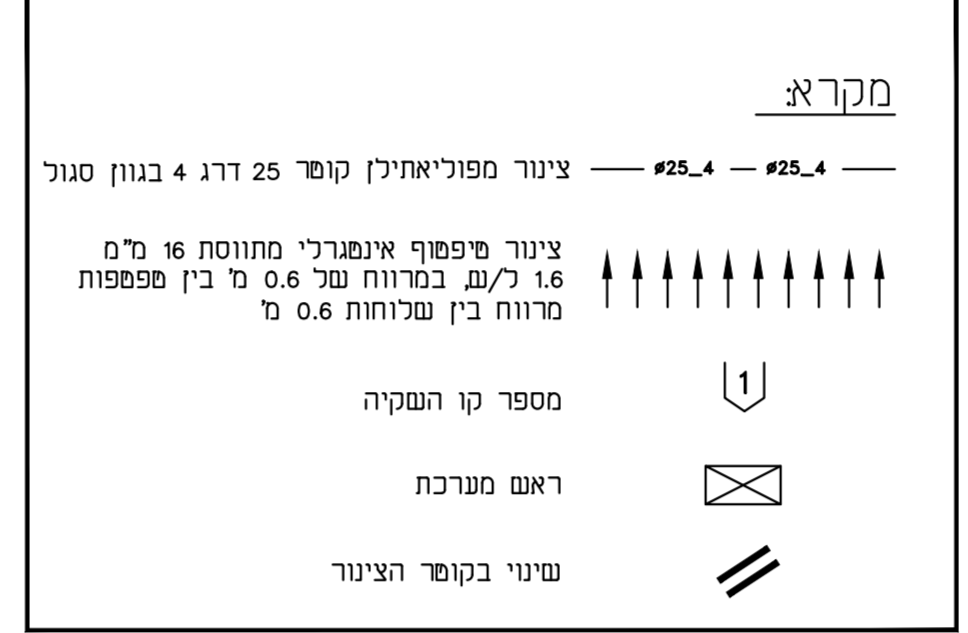 מקרא:
ø25_4 ø25_4 צינור מפוליאתילן קוטר 25 דרג 4 בגוון סגול
צינור טיפטוף אינטגרלי מתווסת 16 מ"מ
1.6 ל/ש, במרווח של 0.6 מ' בין טפטפות
מרווח בין שלוחות 0.6 מ'
1 מספר קו השקיה
ראש מערכת
שינוי בקוטר הצינור